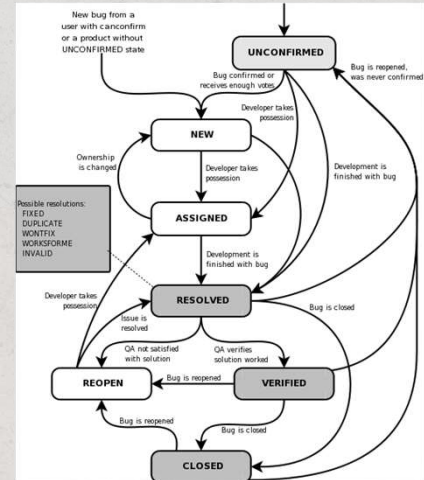 New bug from a
user with canconfirm
or a product without
UNCONFIRMED state
UNCONFIRMED
Bug is reopened,
was never confirmed
Bug confirmed or
receives enough votes
Developer takes
possession
NEW
Ownership
is changed
Developer takes
possession
Development is
finished with bug
Possible resolutions:
FIXED
DUPLICATE
WONTFIX
WORKSFORME
INVALID
ASSIGNED
Development is
finished with bug
Developer takes
possession
RESOLVED
Issue is
resolved
Bug is closed
QA not satisfied
with solution
QA verifies
solution worked
REOPEN
Bug is reopened
VERIFIED
Bug is reopened
Bug is closed
CLOSED